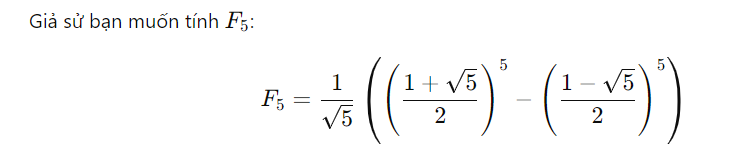 Giả sử bạn muốn tính F₅:
F₅ = 1/√5 (((1 + √5)/2)⁵ − ((1 − √5)/2)⁵)